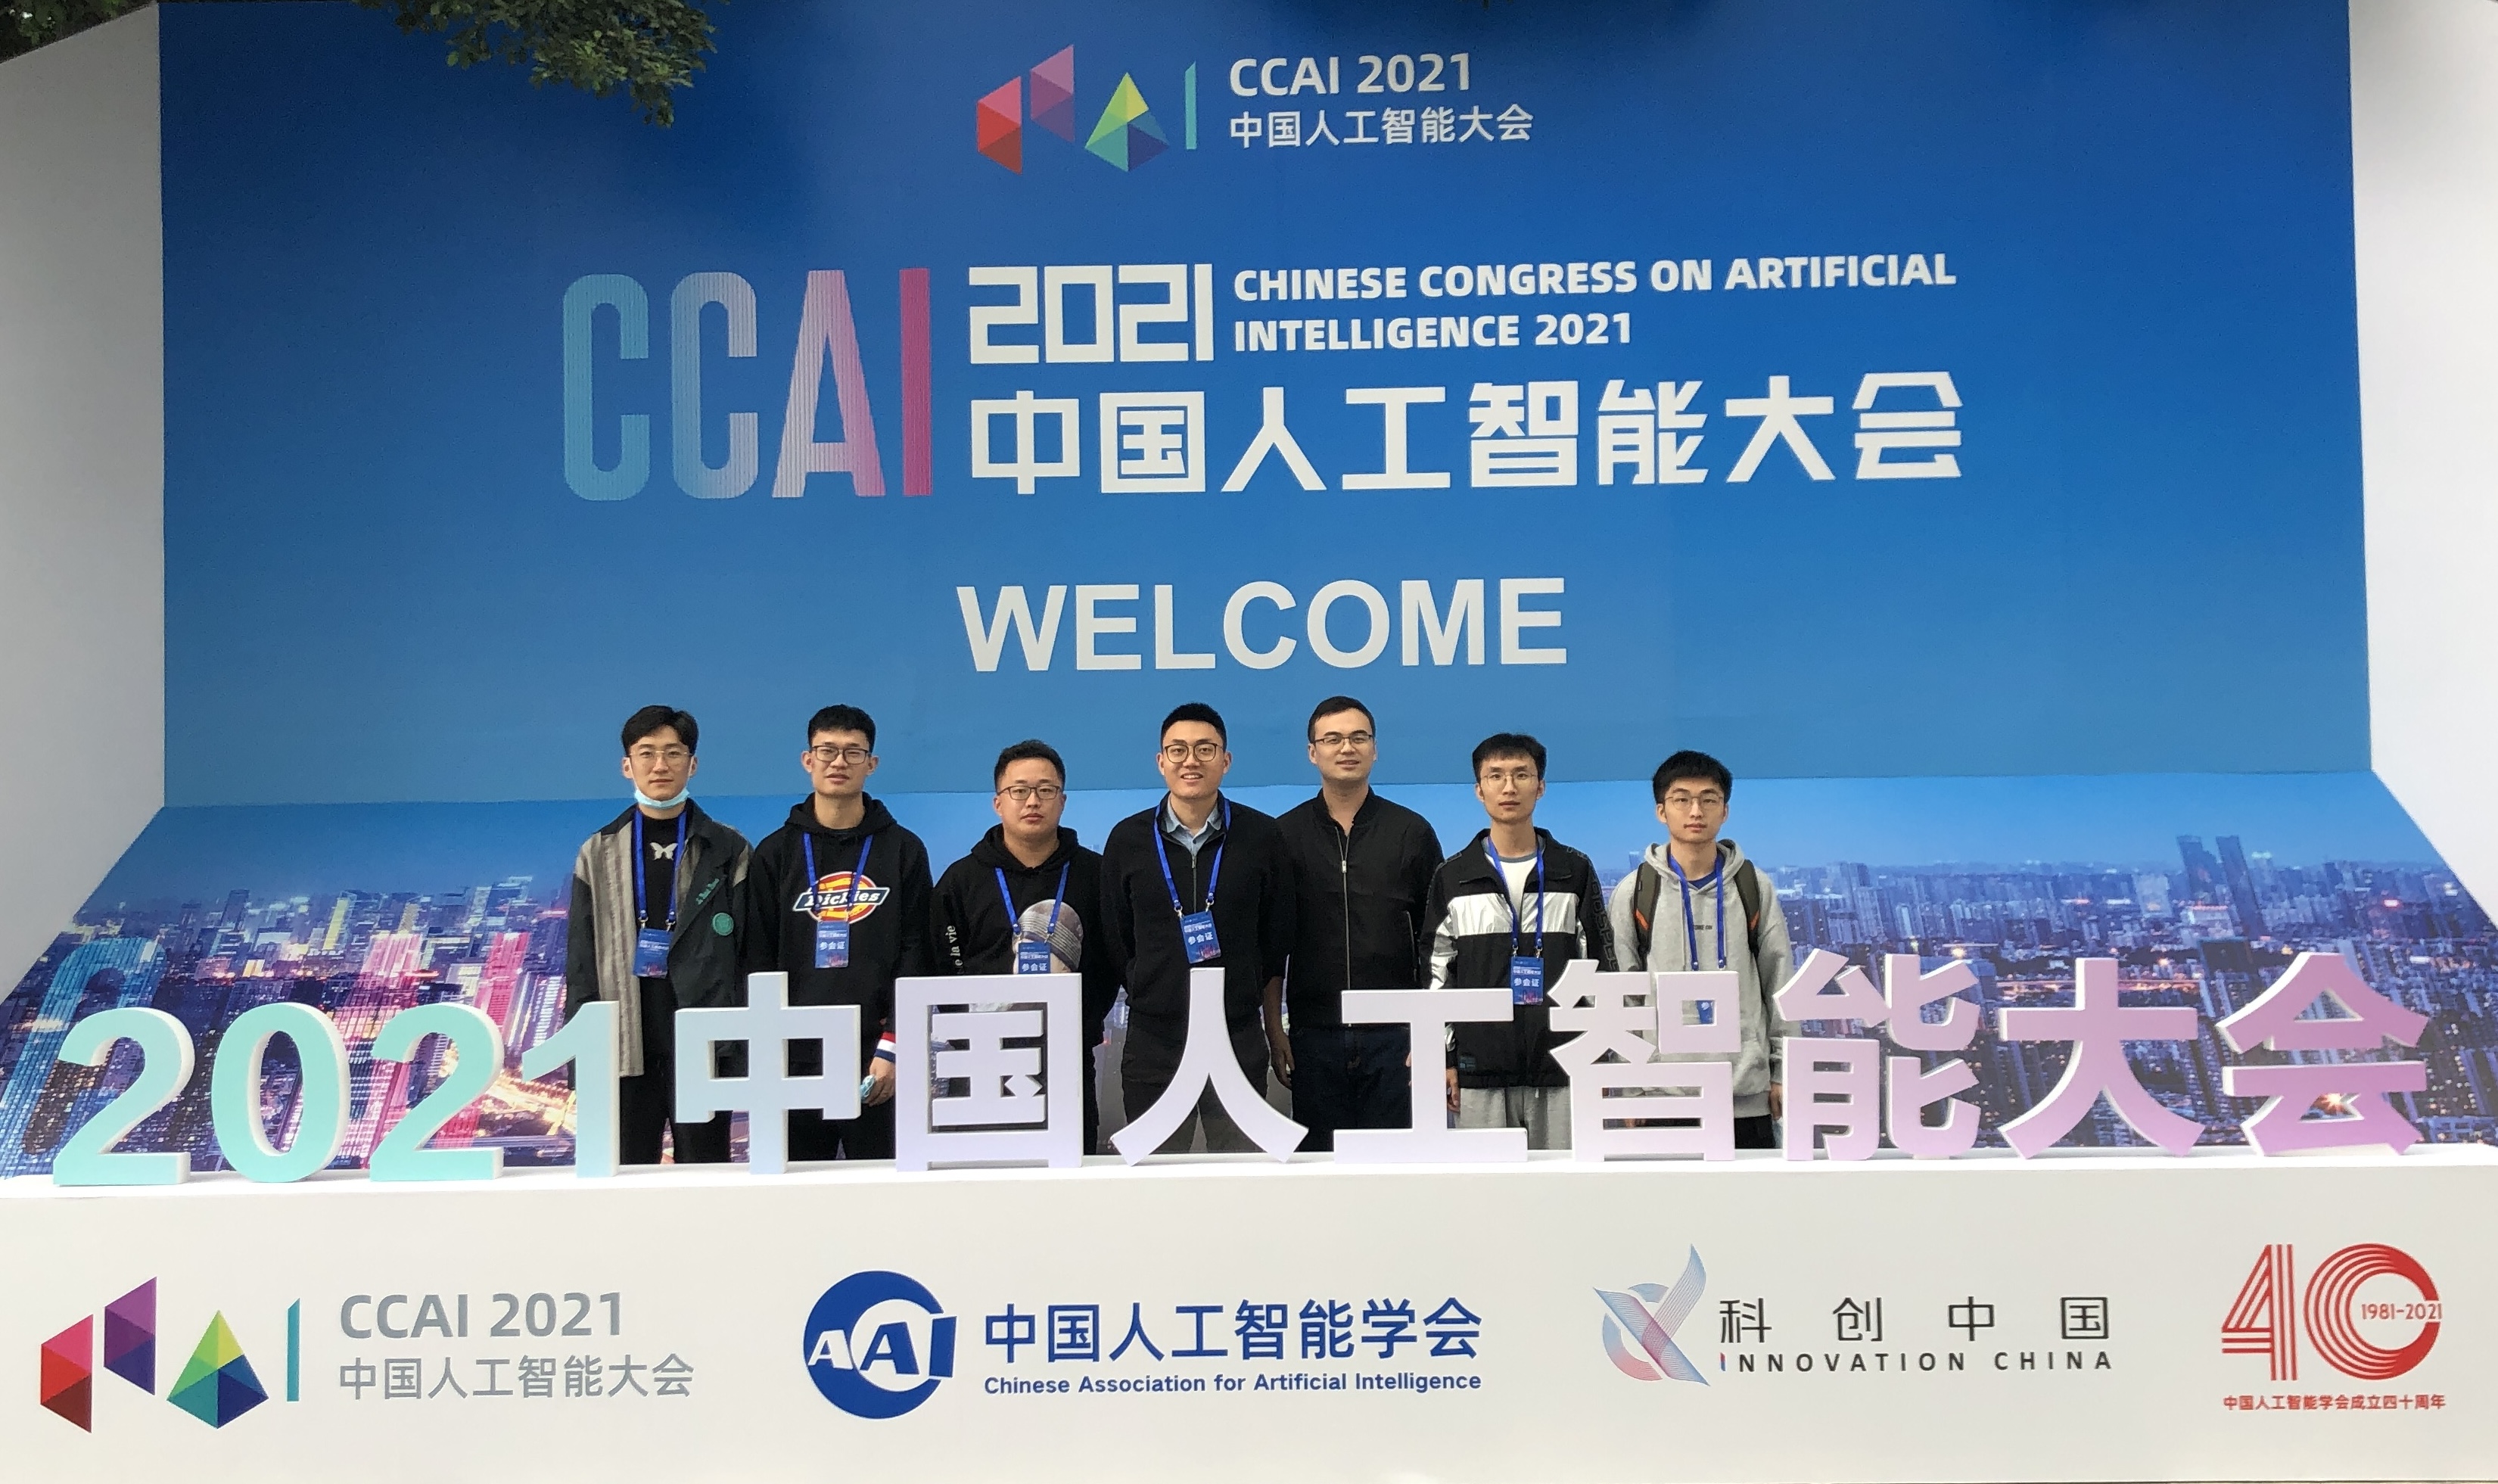 CCAI 2021
中国人工智能大会
CCAI
2021
CHINESE CONGRESS ON ARTIFICIAL
INTELLIGENCE 2021
中国人工智能大会
WELCOME
Dickies
参会证
参会证
参会证
参会证
2021中国人工智能大会
CCAI 2021
中国人工智能大会
CAAI
中国人工智能学会
Chinese Association for Artificial Intelligence
科创中国
INNOVATION CHINA
40
1981-2021
中国人工智能学会成立四十周年